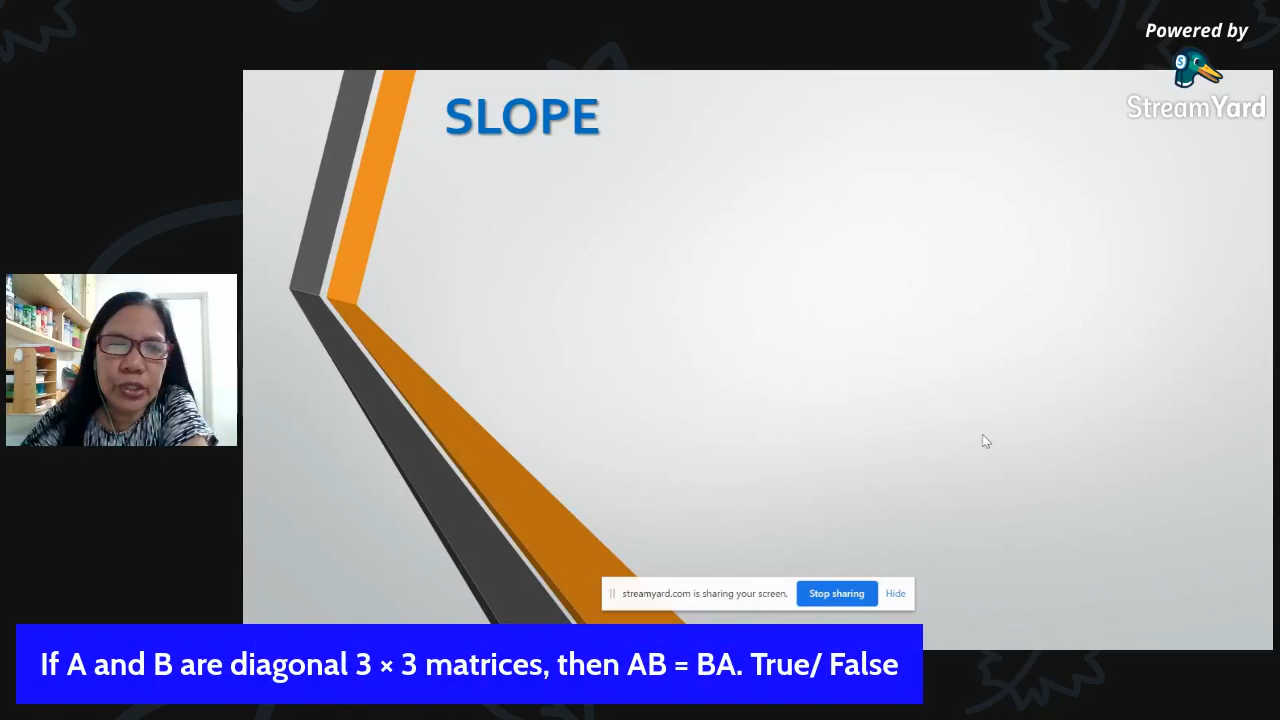 Powered by
StreamYard
SLOPE
streamyard.com is sharing your screen. Stop sharing Hide
If A and B are diagonal 3 × 3 matrices, then AB = BA. True/ False